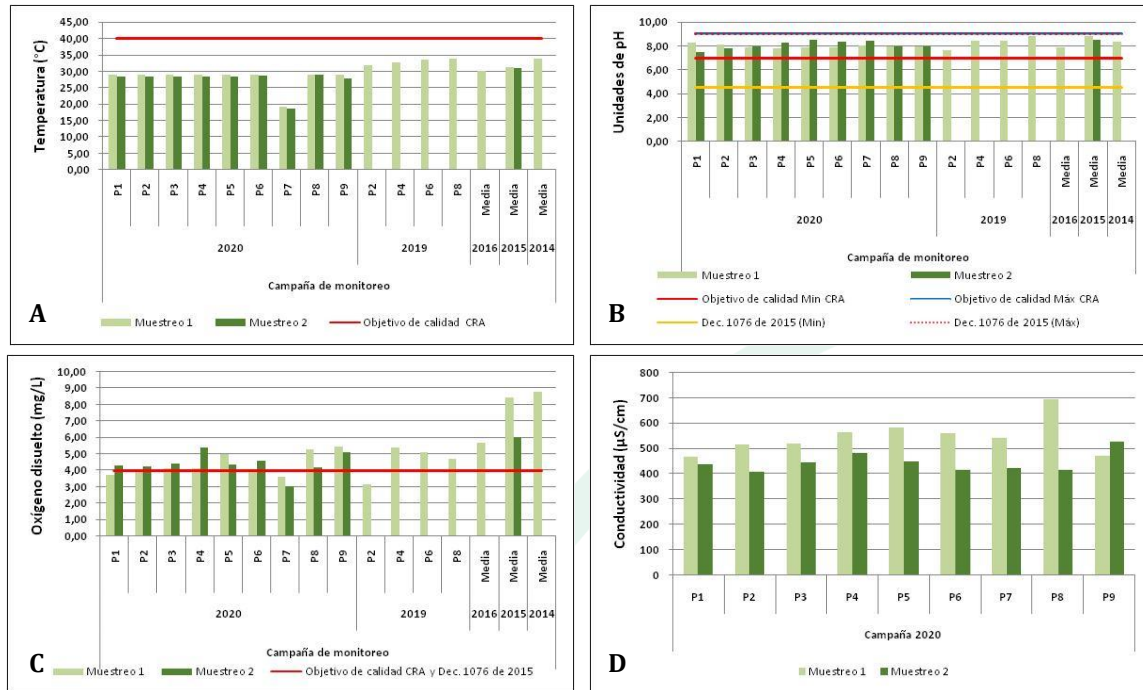 45,00
40,00
35,00
30,00
25,00
20,00
15,00
10,00
5,00
0,00
Temperatura (°C)
P1 P2 P3 P4 P5 P6 P7 P8 P9 P2 P4 P6 P8 Media Media Media
2020 2019 2016 2015 2014
Campaña de monitoreo
A
Muestreo 1 Muestreo 2 Objetivo de calidad CRA
10,00
8,00
6,00
4,00
2,00
0,00
Unidades de pH
P1 P2 P3 P4 P5 P6 P7 P8 P9 P2 P4 P6 P8 Media Media Media
2020 2019 2016 2015 2014
Campaña de monitoreo
Muestreo 1 Muestreo 2
Objetivo de calidad Min CRA Objetivo de calidad Máx CRA
Dec. 1076 de 2015 (Min) Dec. 1076 de 2015 (Máx)
B
10,00
9,00
8,00
7,00
6,00
5,00
4,00
3,00
2,00
1,00
0,00
Oxígeno disuelto (mg/L)
P1 P2 P3 P4 P5 P6 P7 P8 P9 P2 P4 P6 P8 Media Media Media
2020 2019 2016 2015 2014
Campaña de monitoreo
C
Muestreo 1 Muestreo 2 Objetivo de calidad CRA y Dec. 1076 de 2015
800
700
600
500
400
300
200
100
0
Conductividad (µS/cm)
P1 P2 P3 P4 P5 P6 P7 P8 P9
Campaña 2020
D
Muestreo 1 Muestreo 2